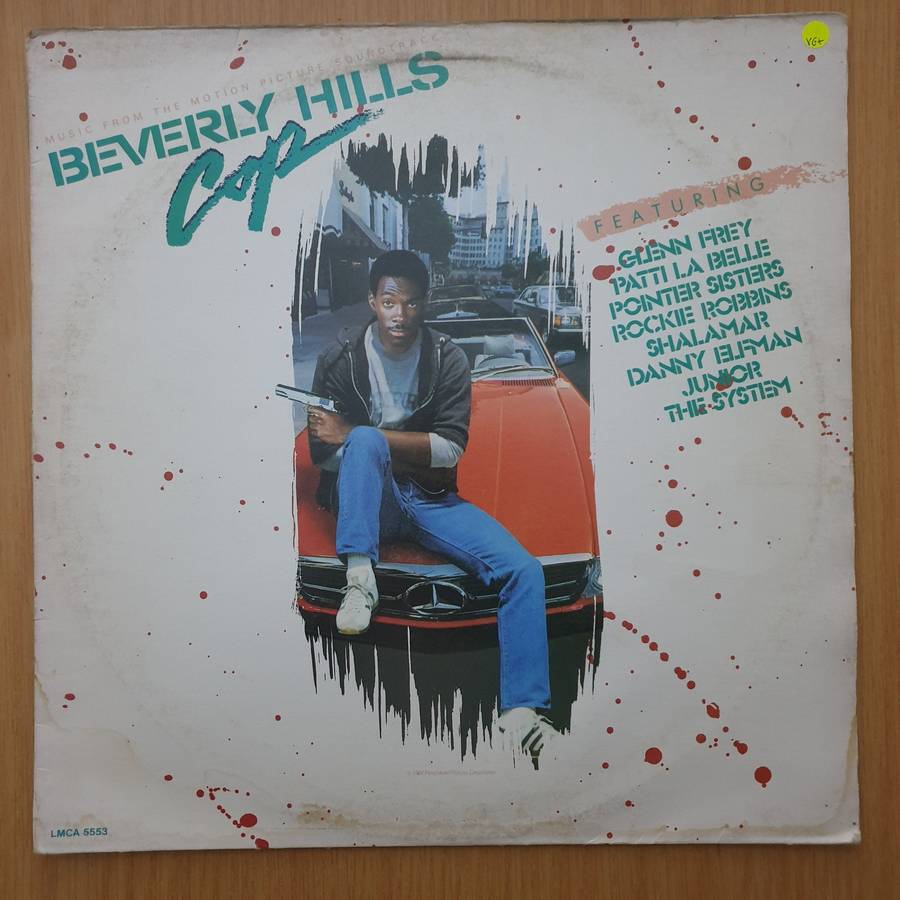 VG+
MUSIC FROM THE MOTION PICTURE SOUNDTRACK
BEVERLY HILLS
Cop
FEATURING
GLENN FREY
PATTI LA BELLE
POINTER SISTERS
ROCKIE ROBBINS
SHALAMAR
DANNY ELFMAN
JUNIOR
THE SYSTEM
LMCA 5553